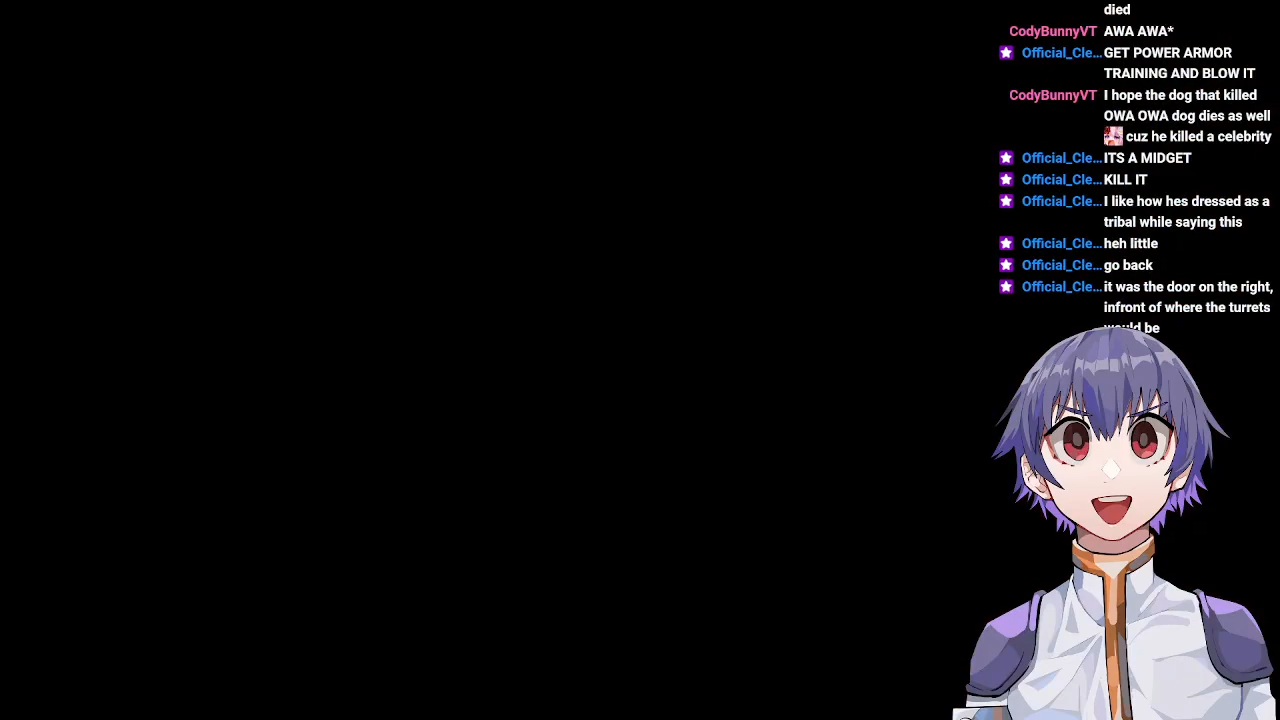 died
CodyBunnyVT AWA AWA*
Official_Cle... GET POWER ARMOR
TRAINING AND BLOW IT
CodyBunnyVT I hope the dog that killed
OWA OWA dog dies as well
cuz he killed a celebrity
Official_Cle... ITS A MIDGET
Official_Cle... KILL IT
Official_Cle... I like how hes dressed as a
tribal while saying this
Official_Cle... heh little
Official_Cle... go back
Official_Cle... it was the door on the right,
infront of where the turrets
would be